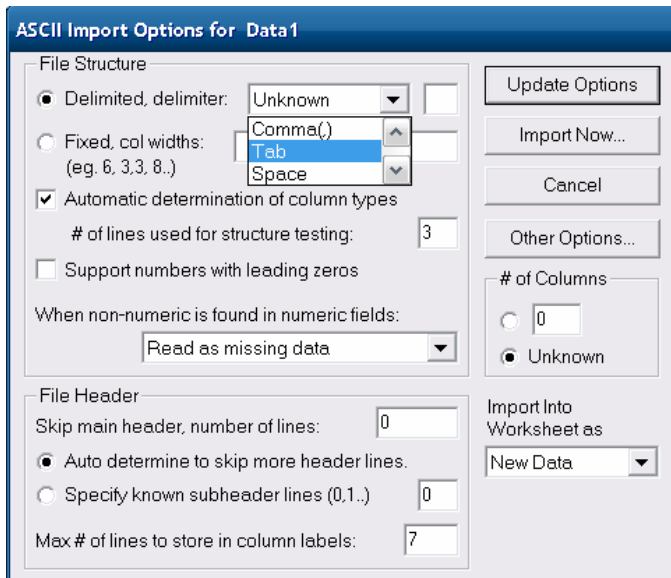 ASCII Import Options for Data1
File Structure
Delimited, delimiter: Unknown
Comma(,)
Tab
Space
Fixed, col widths:
(eg. 6, 3,3, 8..)
Automatic determination of column types
# of lines used for structure testing: 3
Support numbers with leading zeros
When non-numeric is found in numeric fields:
Read as missing data
File Header
Skip main header, number of lines: 0
Auto determine to skip more header lines.
Specify known subheader lines (0,1..) 0
Max # of lines to store in column labels: 7
Update Options
Import Now...
Cancel
Other Options...
# of Columns
0
Unknown
Import Into
Worksheet as
New Data